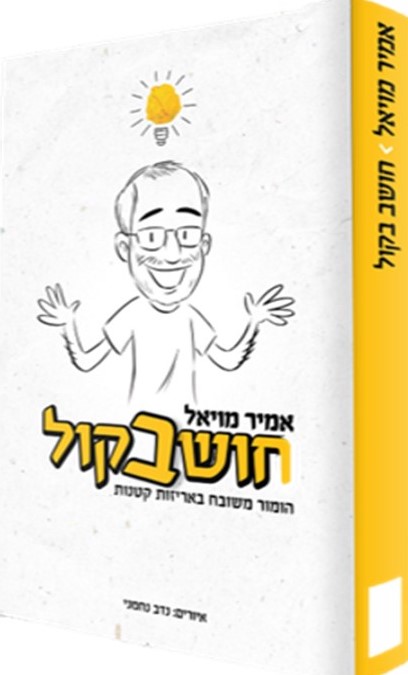 אמיר מויאל
חושבקול
הומור משובח באריזות קטנות
איורים: נדב נחמני
אמיר מויאל > חושב בקול